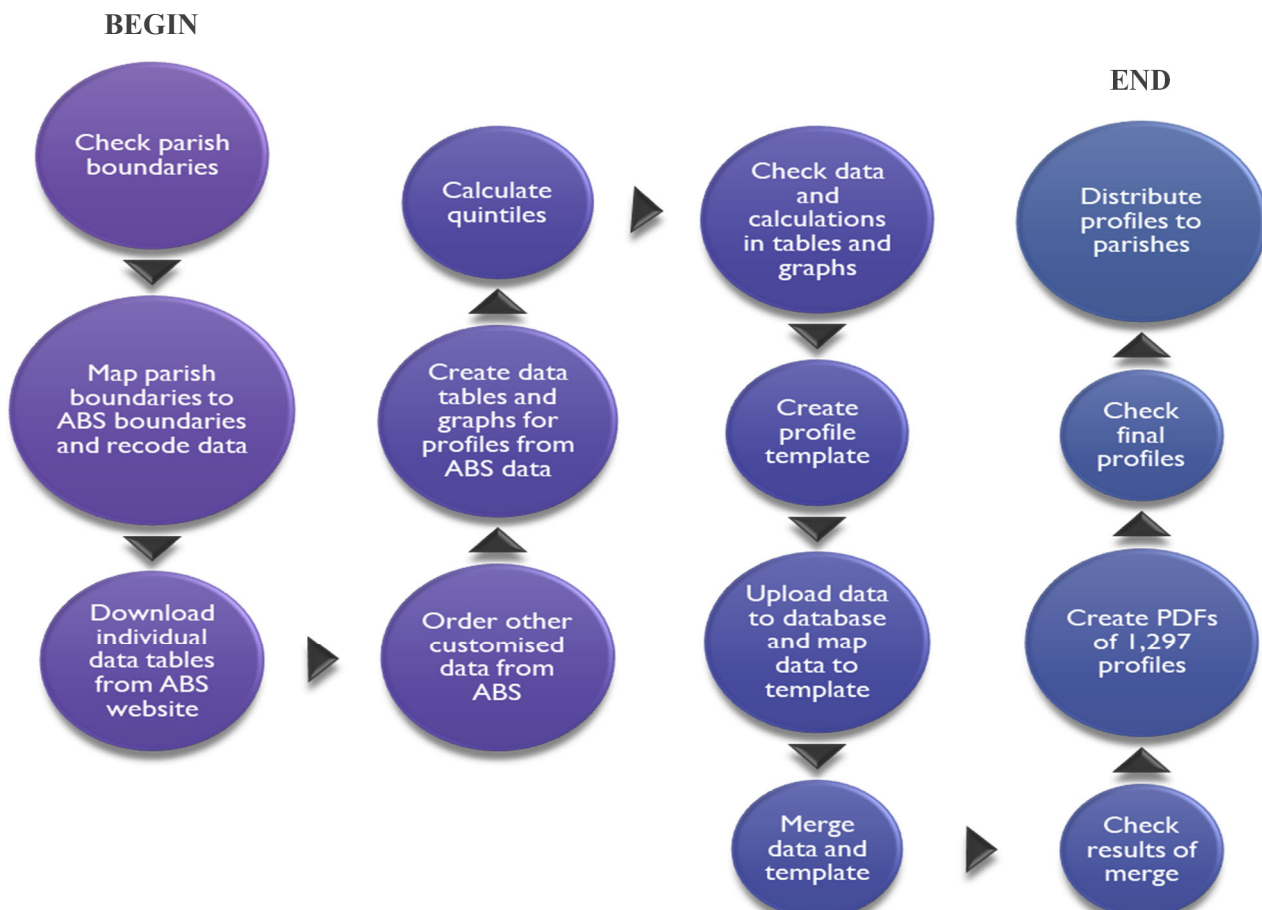 BEGIN
Check parish
boundaries
Map parish
boundaries to
ABS boundaries
and recode data
Download
individual
data tables
from ABS
website
Order other
customised
data from
ABS
Create data
tables and
graphs for
profiles from
ABS data
Calculate
quintiles
Check data
and
calculations
in tables and
graphs
Create
profile
template
Upload data
to database
and map
data to
template
Merge
data and
template
Check
results of
merge
Create PDFs
of 1,297
profiles
Check
final
profiles
Distribute
profiles to
parishes
END